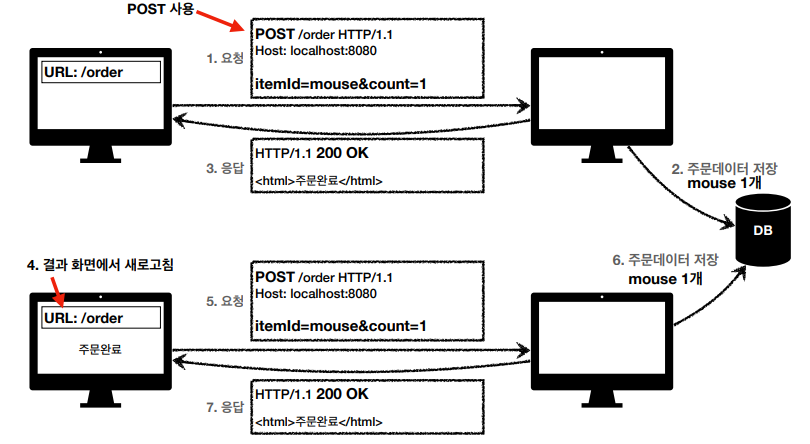 POST 사용
POST /order HTTP/1.1
Host: localhost:8080
itemId=mouse&count=1
1. 요청
URL: /order
HTTP/1.1 200 OK
<html>주문완료</html>
3. 응답
2. 주문데이터 저장
mouse 1개
DB
4. 결과 화면에서 새로고침
URL: /order
주문완료
5. 요청
POST /order HTTP/1.1
Host: localhost:8080
itemId=mouse&count=1
6. 주문데이터 저장
mouse 1개
7. 응답
HTTP/1.1 200 OK
<html>주문완료</html>